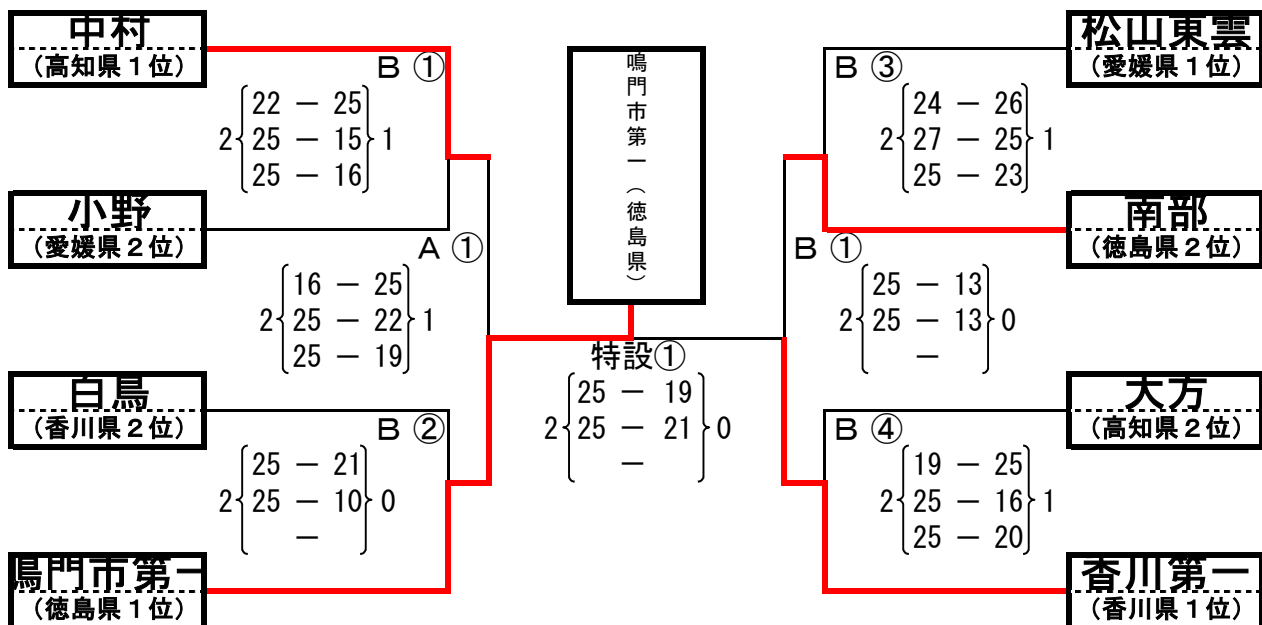 中村
(高知県1位)
B ①
22 － 25
2 25 － 15 1
25 － 16
小野
(愛媛県2位)
A ①
16 － 25
2 25 － 22 1
25 － 19
白鳥
(香川県2位)
B ②
25 － 21
2 25 － 10 0
－
鳴門市第一
(徳島県1位)
鳴門市第一(徳島県)
特設①
25 － 19
2 25 － 21 0
－
松山東雲
(愛媛県1位)
B ③
24 － 26
2 27 － 25 1
25 － 23
南部
(徳島県2位)
B ①
25 － 13
2 25 － 13 0
－
大方
(高知県2位)
B ④
19 － 25
2 25 － 16 1
25 － 20
香川第一
(香川県1位)